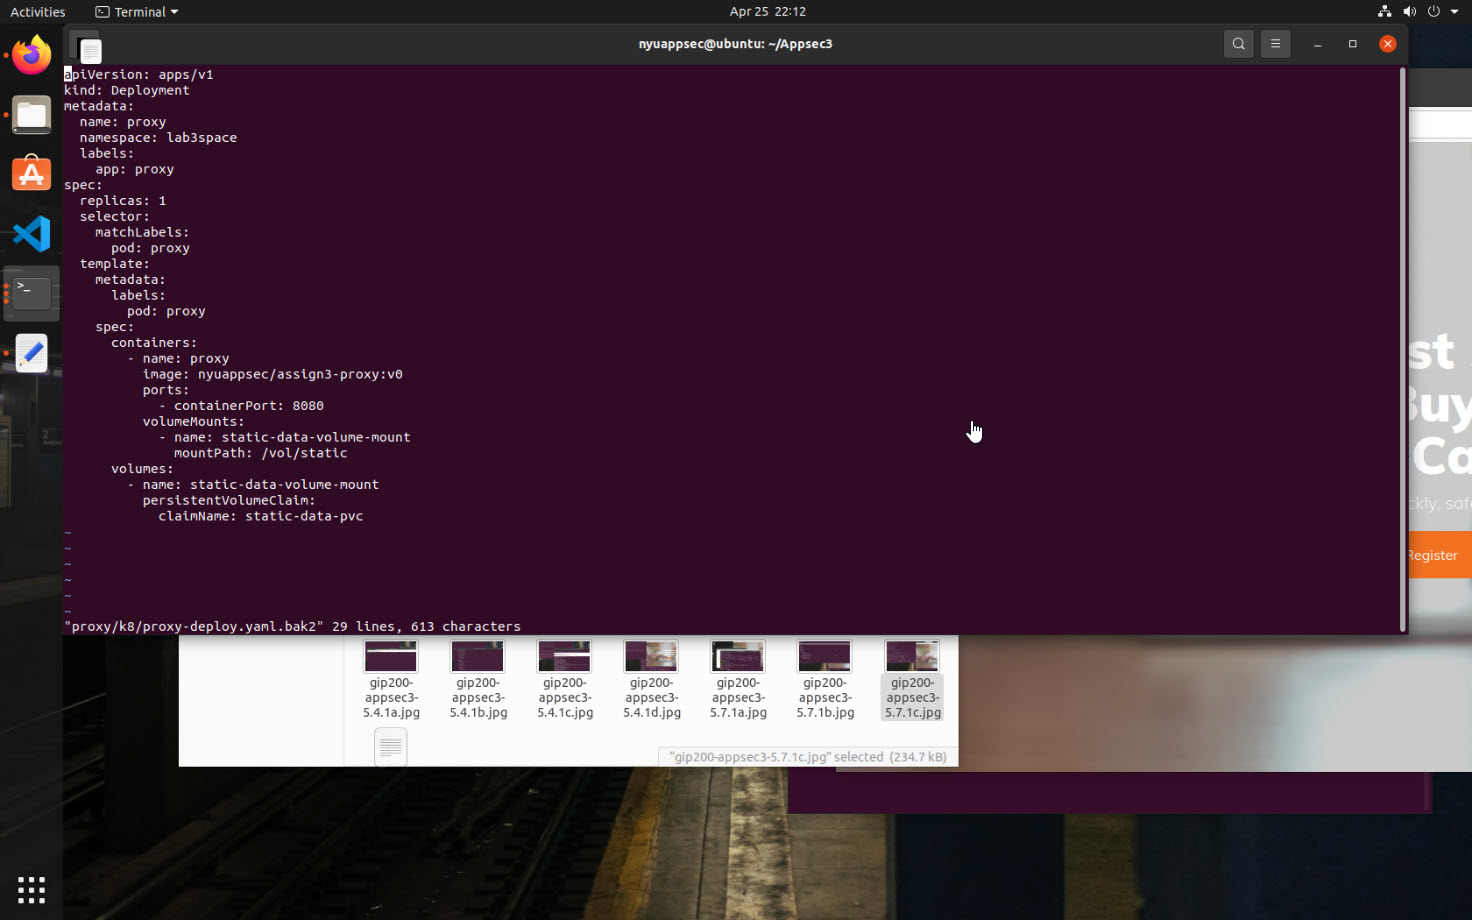 Activities
Terminal
Apr 25 22:12
nyuappsec@ubuntu: ~/Appsec3
apiVersion: apps/v1
kind: Deployment
metadata:
  name: proxy
  namespace: lab3space
  labels:
    app: proxy
spec:
  replicas: 1
  selector:
    matchLabels:
      pod: proxy
  template:
    metadata:
      labels:
        pod: proxy
    spec:
      containers:
        - name: proxy
          image: nyuappsec/assign3-proxy:v0
          ports:
            - containerPort: 8080
          volumeMounts:
            - name: static-data-volume-mount
              mountPath: /vol/static
      volumes:
        - name: static-data-volume-mount
          persistentVolumeClaim:
            claimName: static-data-pvc
~
~
~
~
~
~
"proxy/k8/proxy-deploy.yaml.bak2" 29 lines, 613 characters
st
Buy
Ca
ckly, safe
Register
gip200-appsec3-5.4.1a.jpg
gip200-appsec3-5.4.1b.jpg
gip200-appsec3-5.4.1c.jpg
gip200-appsec3-5.4.1d.jpg
gip200-appsec3-5.7.1a.jpg
gip200-appsec3-5.7.1b.jpg
gip200-appsec3-5.7.1c.jpg
"gip200-appsec3-5.7.1c.jpg" selected (234.7 kB)